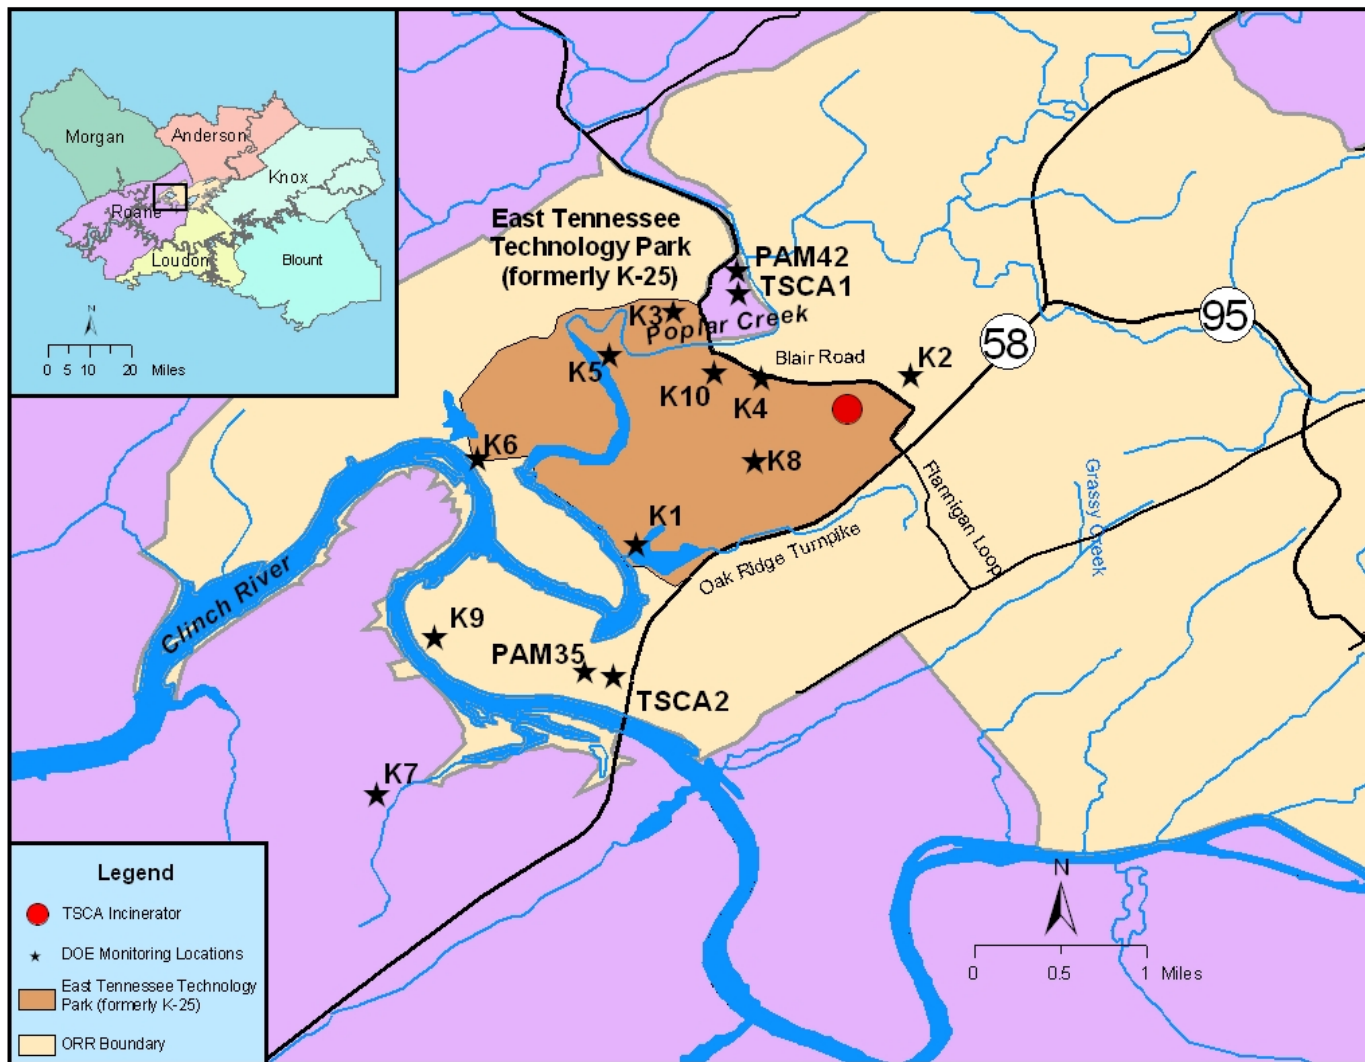 Morgan
Anderson
Knox
Roane
Loudon
Blount
N
0 5 10 20 Miles
East Tennessee
Technology Park
(formerly K-25)
PAM42
TSCA1
K3
Poplar Creek
Blair Road
K2
58
95
K5
K10
K4
K6
K8
Flannigan Loop
Grassy Creek
K1
Oak Ridge Turnpike
Clinch River
K9
PAM35
TSCA2
K7
Legend
TSCA Incinerator
DOE Monitoring Locations
East Tennessee Technology
Park (formerly K-25)
ORR Boundary
N
0 0.5 1 Miles